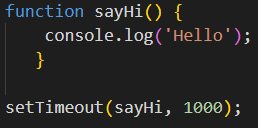 function sayHi() {
    console.log('Hello');
   }

setTimeout(sayHi, 1000);